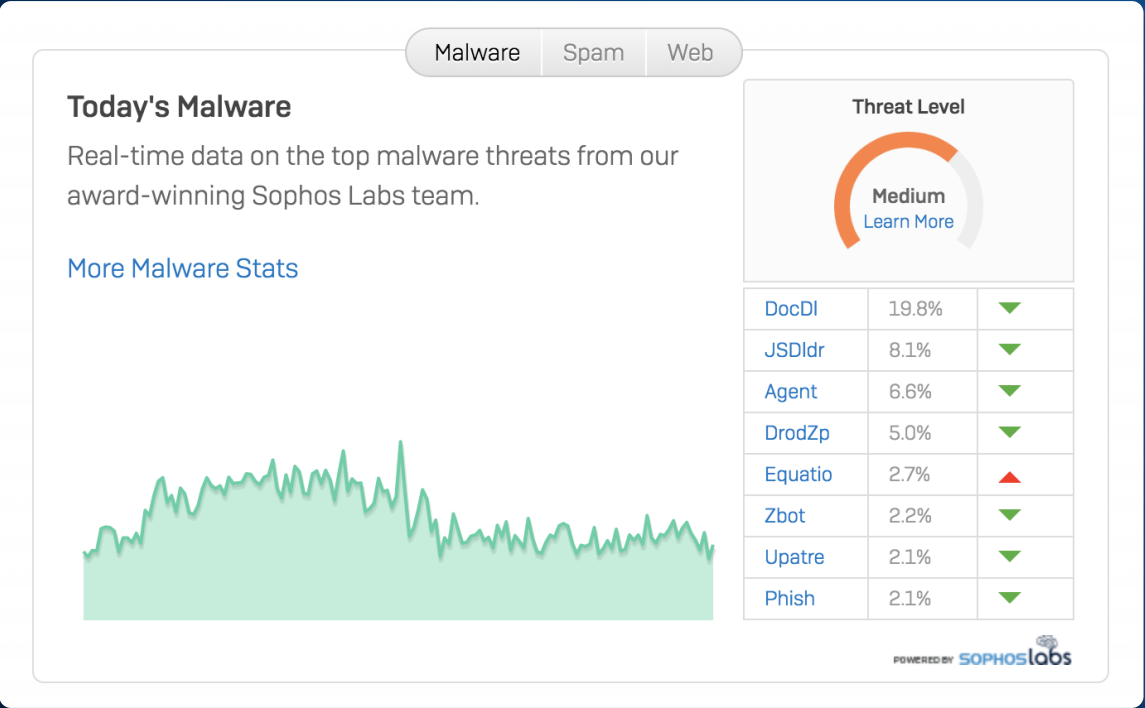 Malware Spam Web
Today's Malware
Real-time data on the top malware threats from our
award-winning Sophos Labs team.
More Malware Stats
Threat Level
Medium
Learn More
DocDl 19.8%
JSDldr 8.1%
Agent 6.6%
DrodZp 5.0%
Equatio 2.7%
Zbot 2.2%
Upatre 2.1%
Phish 2.1%
POWERED BY SOPHOSlabs